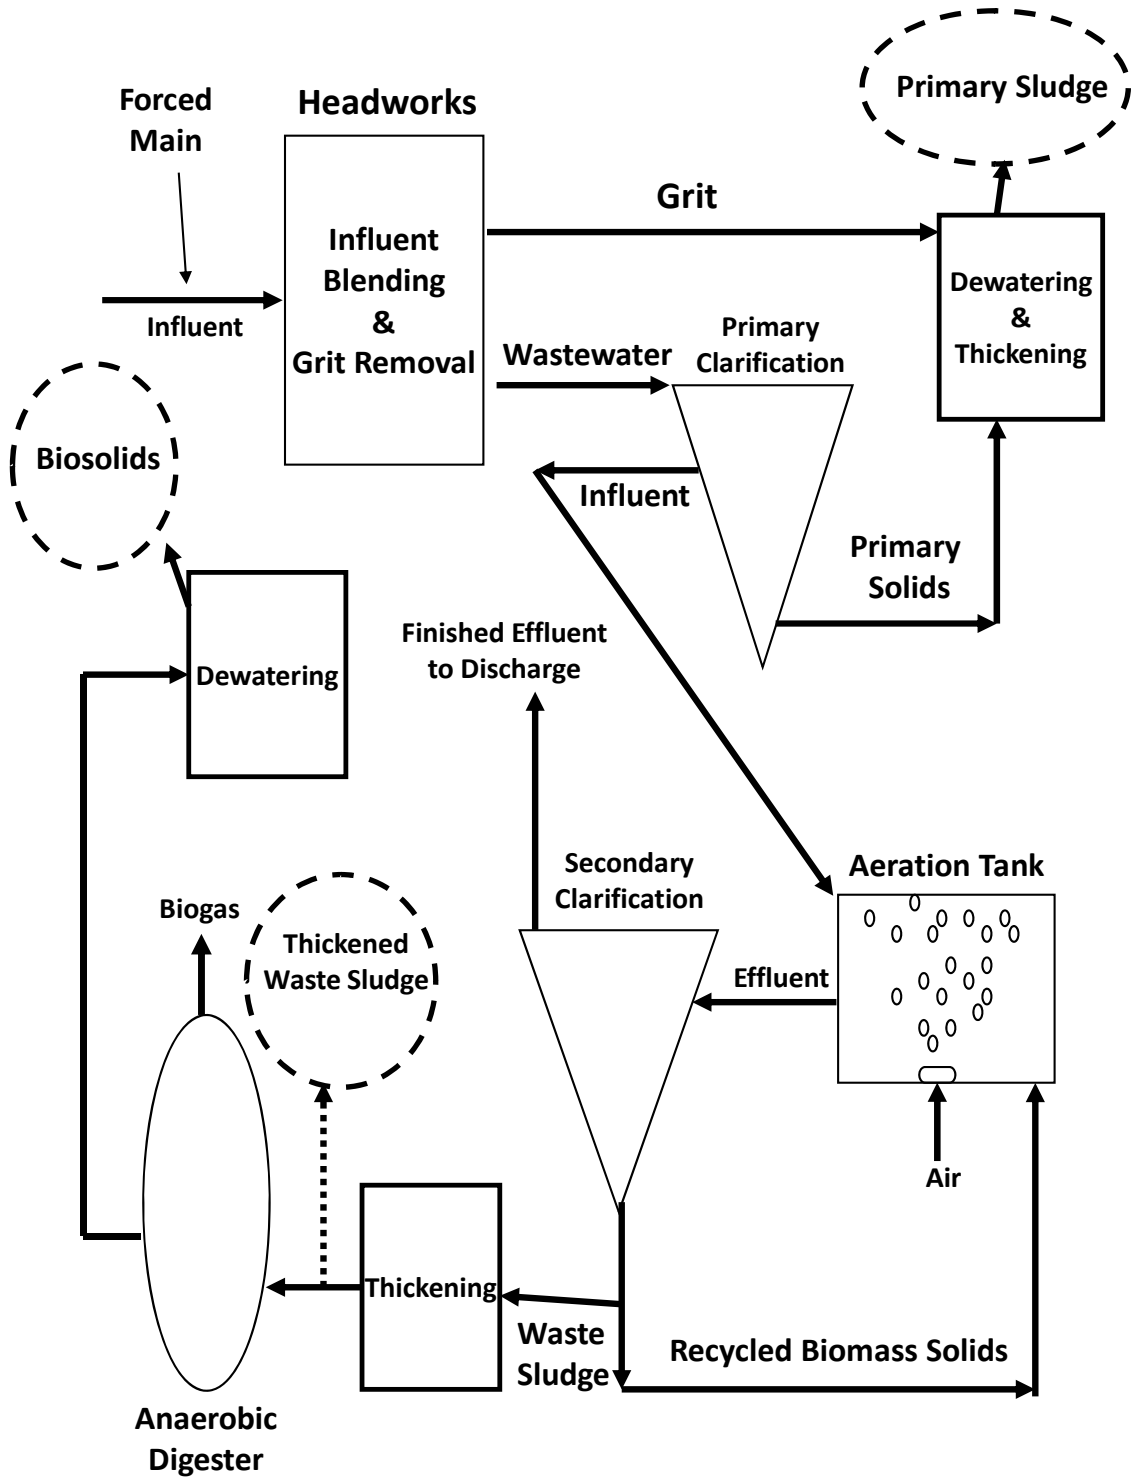 Primary Sludge
Forced
Main
Headworks
Grit
Influent
Blending
&
Grit Removal
Dewatering
&
Thickening
Influent
Primary
Clarification
Wastewater
Biosolids
Influent
Primary
Solids
Finished Effluent
to Discharge
Dewatering
Secondary
Clarification
Aeration Tank
Biogas
Thickened
Waste Sludge
Effluent
Air
Thickening
Waste
Sludge
Recycled Biomass Solids
Anaerobic
Digester